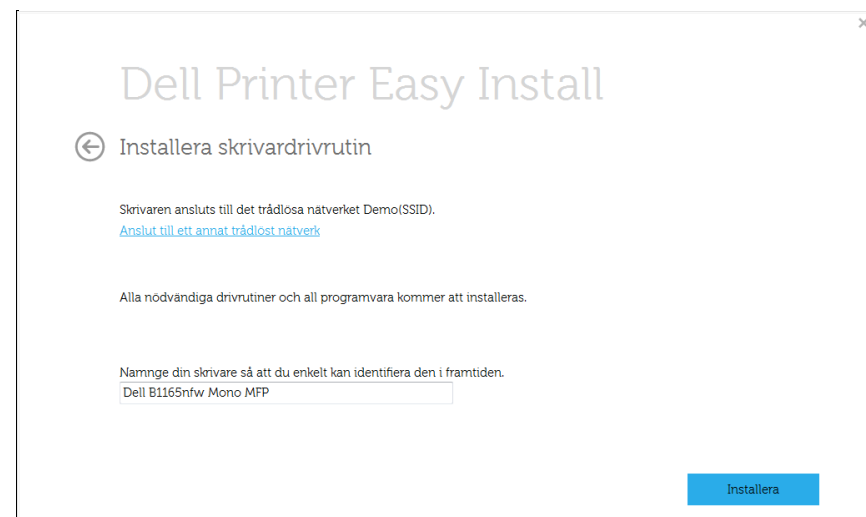 Dell Printer Easy Install
Installera skrivardrivrutin
Skrivaren ansluts till det trådlösa nätverket Demo(SSID).
Anslut till ett annat trådlöst nätverk
Alla nödvändiga drivrutiner och all programvara kommer att installeras.
Namnge din skrivare så att du enkelt kan identifiera den i framtiden.
Dell B1165nfw Mono MFP
Installera